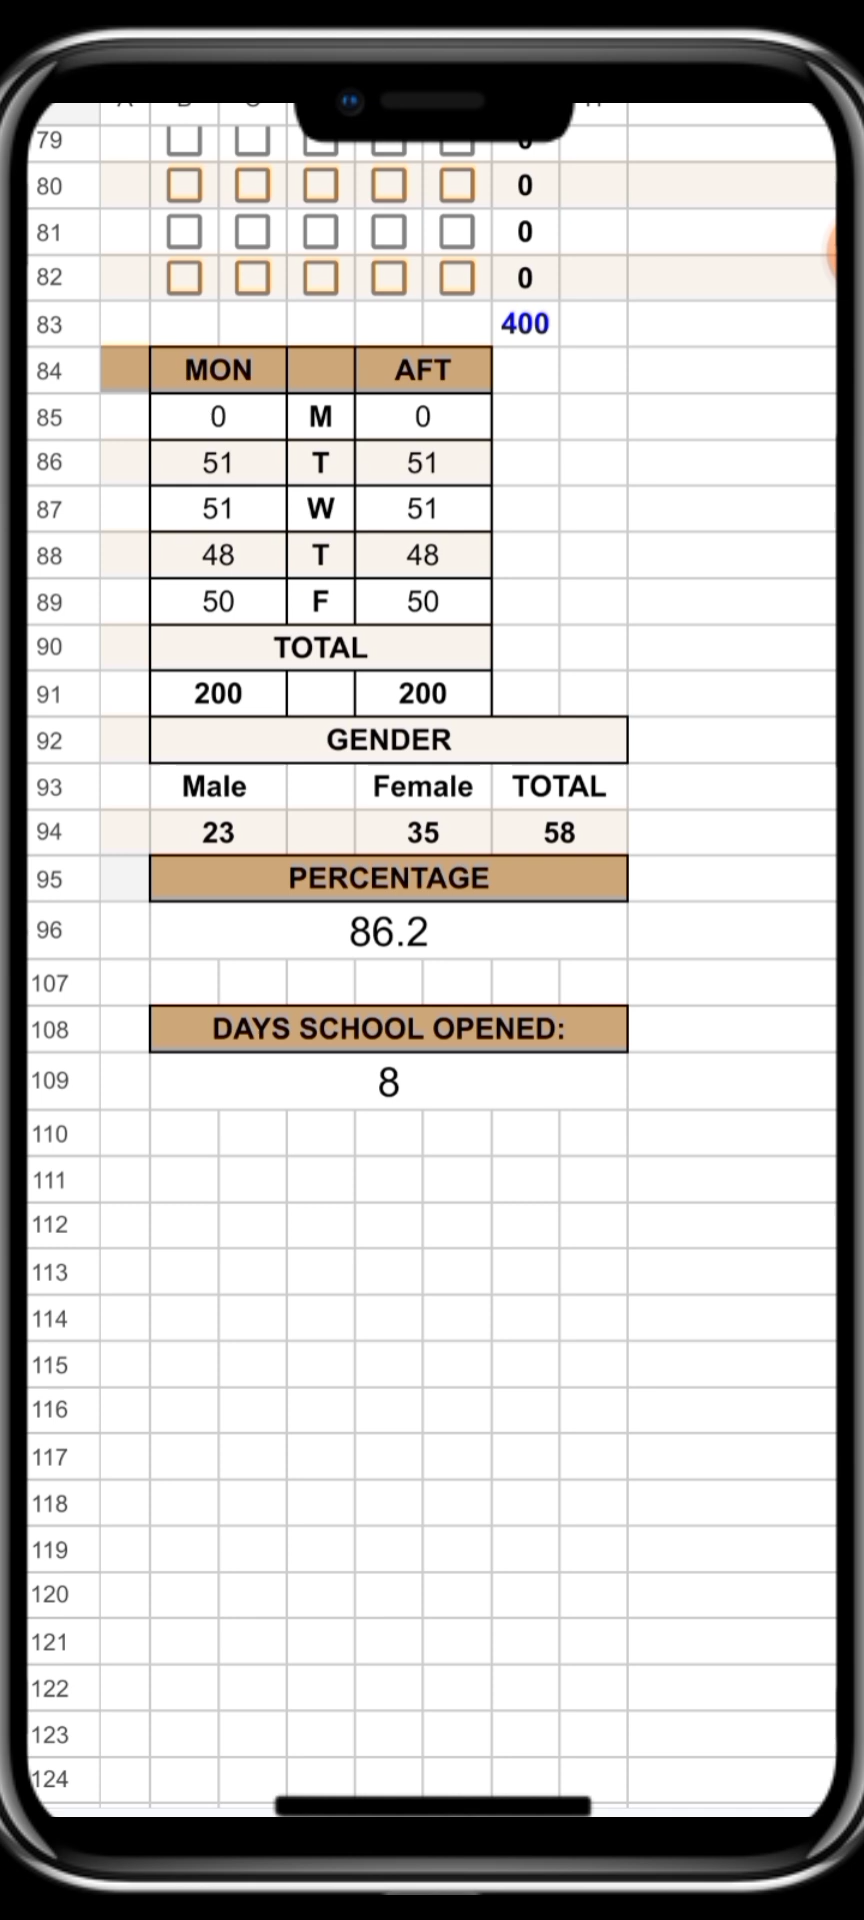 79 0
80 0
81 0
82 0
83 400
84 MON AFT
85 0 M 0
86 51 T 51
87 51 W 51
88 48 T 48
89 50 F 50
90 TOTAL
91 200 200
92 GENDER
93 Male Female TOTAL
94 23 35 58
95 PERCENTAGE
96 86.2
107
108 DAYS SCHOOL OPENED:
109 8
110
111
112
113
114
115
116
117
118
119
120
121
122
123
124